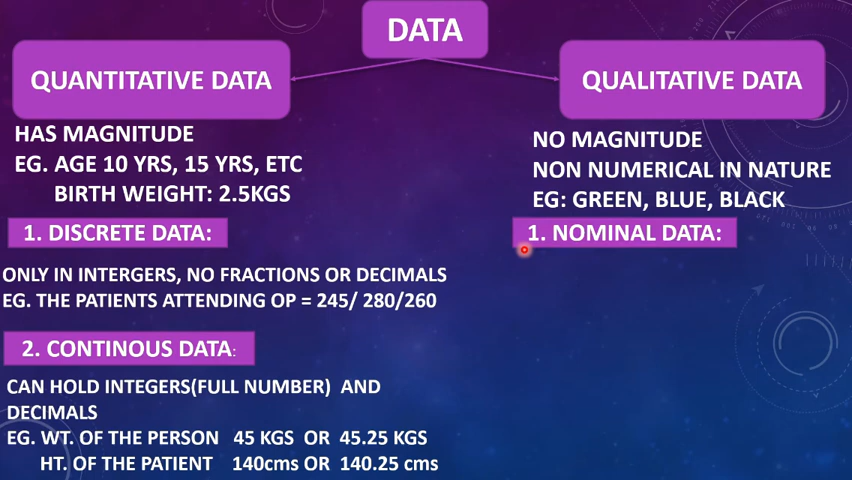 DATA
QUANTITATIVE DATA
HAS MAGNITUDE
EG. AGE 10 YRS, 15 YRS, ETC
BIRTH WEIGHT: 2.5KGS
1. DISCRETE DATA:
ONLY IN INTERGERS, NO FRACTIONS OR DECIMALS
EG. THE PATIENTS ATTENDING OP = 245/ 280/260
2. CONTINOUS DATA:
CAN HOLD INTEGERS(FULL NUMBER) AND
DECIMALS
EG. WT. OF THE PERSON 45 KGS OR 45.25 KGS
HT. OF THE PATIENT 140cms OR 140.25 cms
QUALITATIVE DATA
NO MAGNITUDE
NON NUMERICAL IN NATURE
EG: GREEN, BLUE, BLACK
1. NOMINAL DATA: